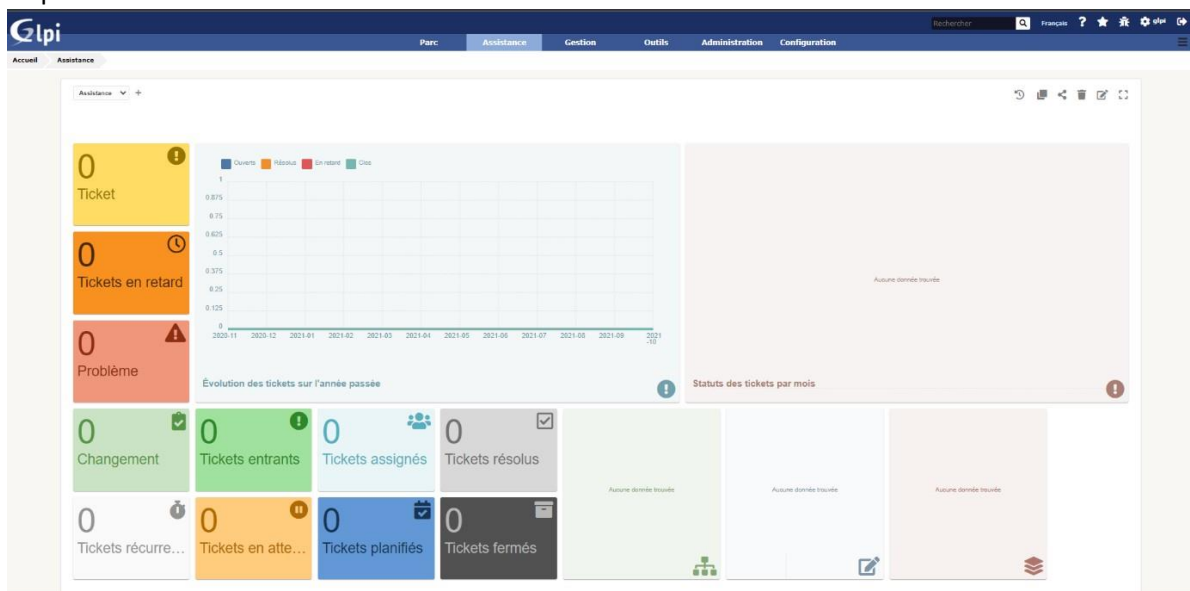 Glpi
Rechercher
Français ? glpi
Parc Assistance Gestion Outils Administration Configuration
Accueil Assistance
Assistance +
0
Ticket
0
Tickets en retard
0
Problème
Ouverts Résolus En retard Clos
1
0.875
0.75
0.625
0.5
0.375
0.25
0.125
0
2020-11 2020-12 2021-01 2021-02 2021-03 2021-04 2021-05 2021-06 2021-07 2021-08 2021-09 2021
-10
Évolution des tickets sur l'année passée
Aucune donnée trouvée
Statuts des tickets par mois
0
Changement
0
Tickets entrants
0
Tickets assignés
0
Tickets résolus
0
Tickets récurre...
0
Tickets en atte...
0
Tickets planifiés
0
Tickets fermés
Aucune donnée trouvée
Aucune donnée trouvée
Aucune donnée trouvée